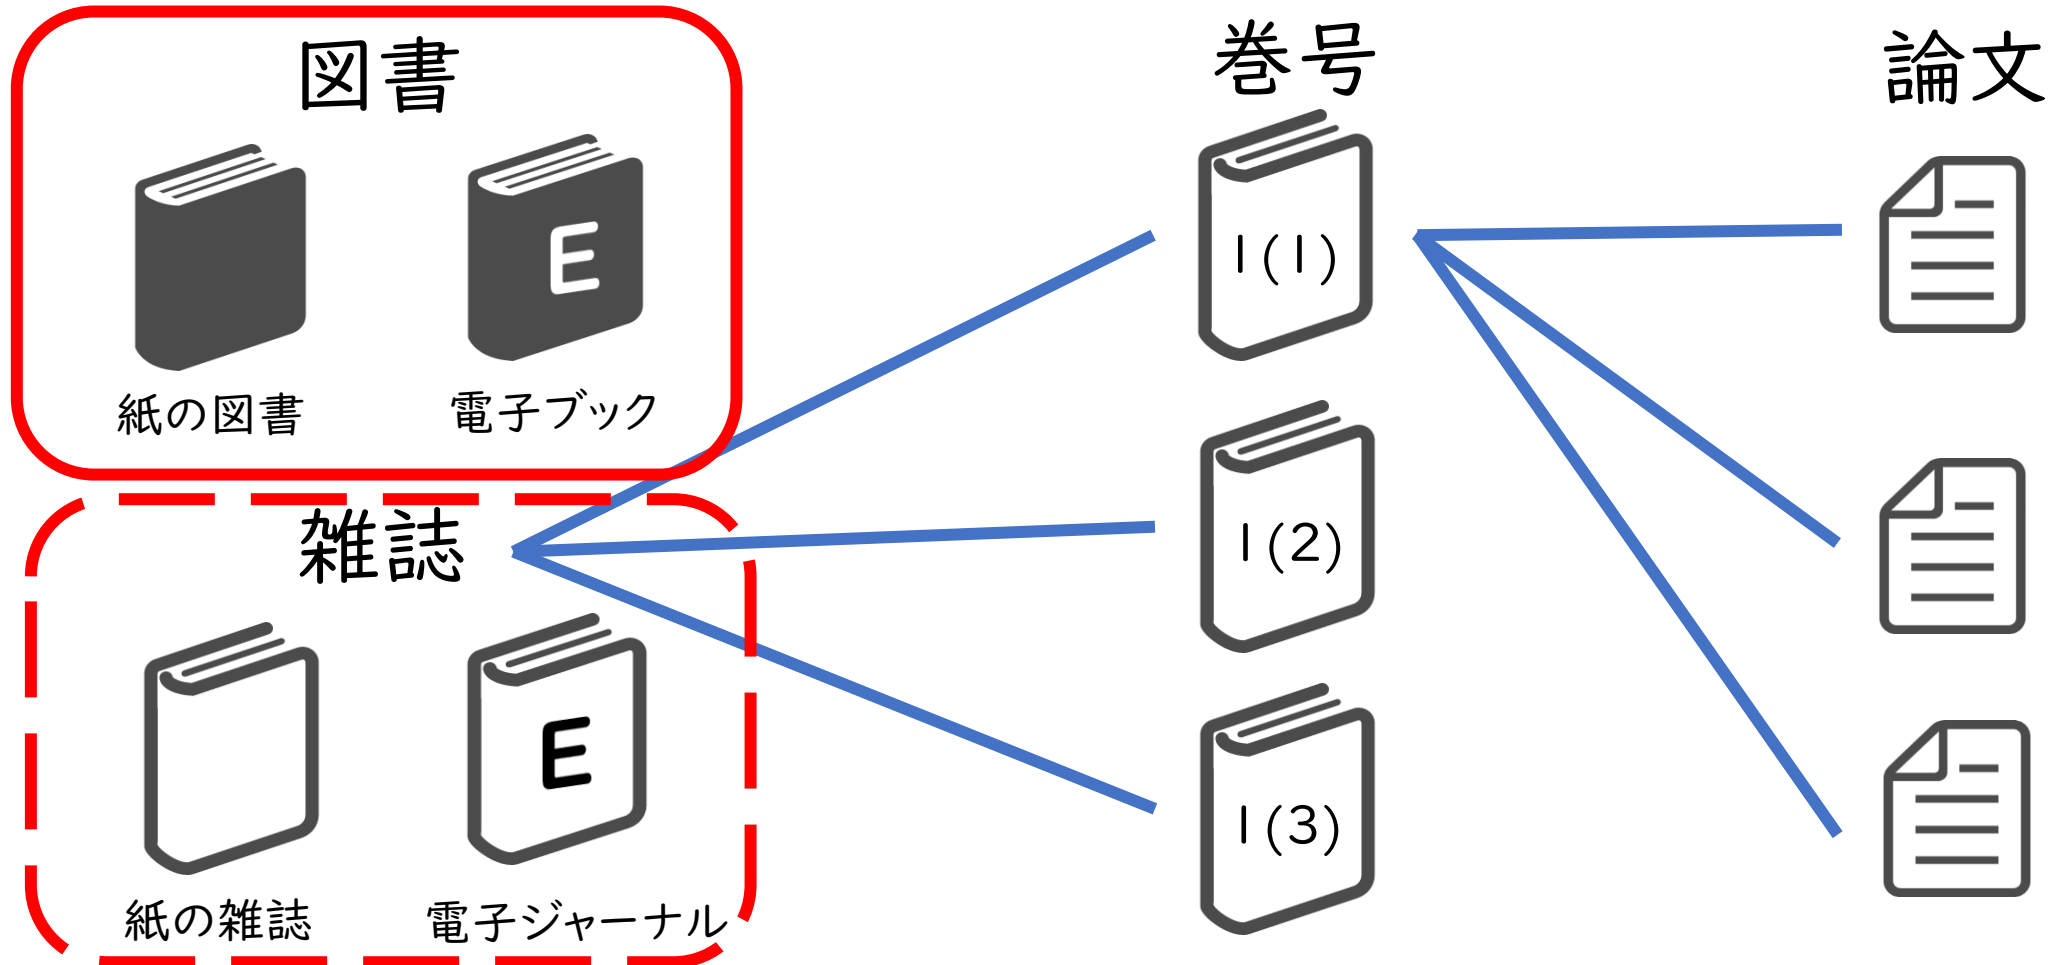 図書
E
紙の図書
電子ブック
雑誌
E
紙の雑誌
電子ジャーナル
巻号
1(1)
1(2)
1(3)
論文